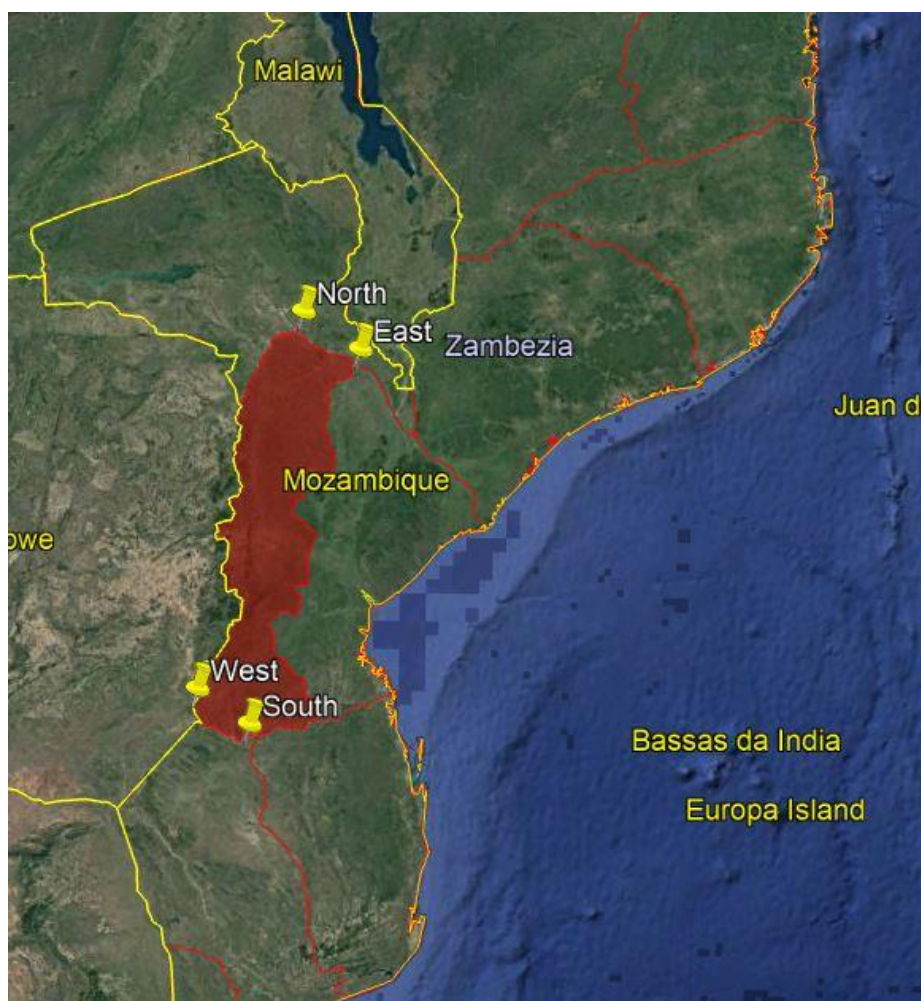 Malawi
North
East
Zambezia
Juan d
Mozambique
owe
West
South
Bassas da India
Europa Island